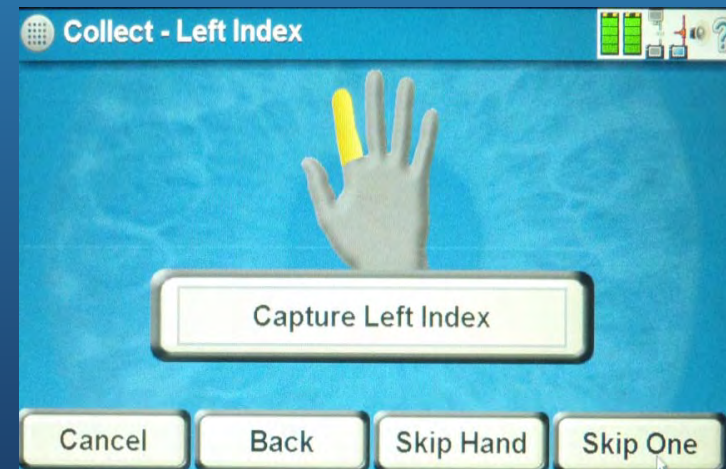 Collect - Left Index
?
Capture Left Index
Cancel
Back
Skip Hand
Skip One